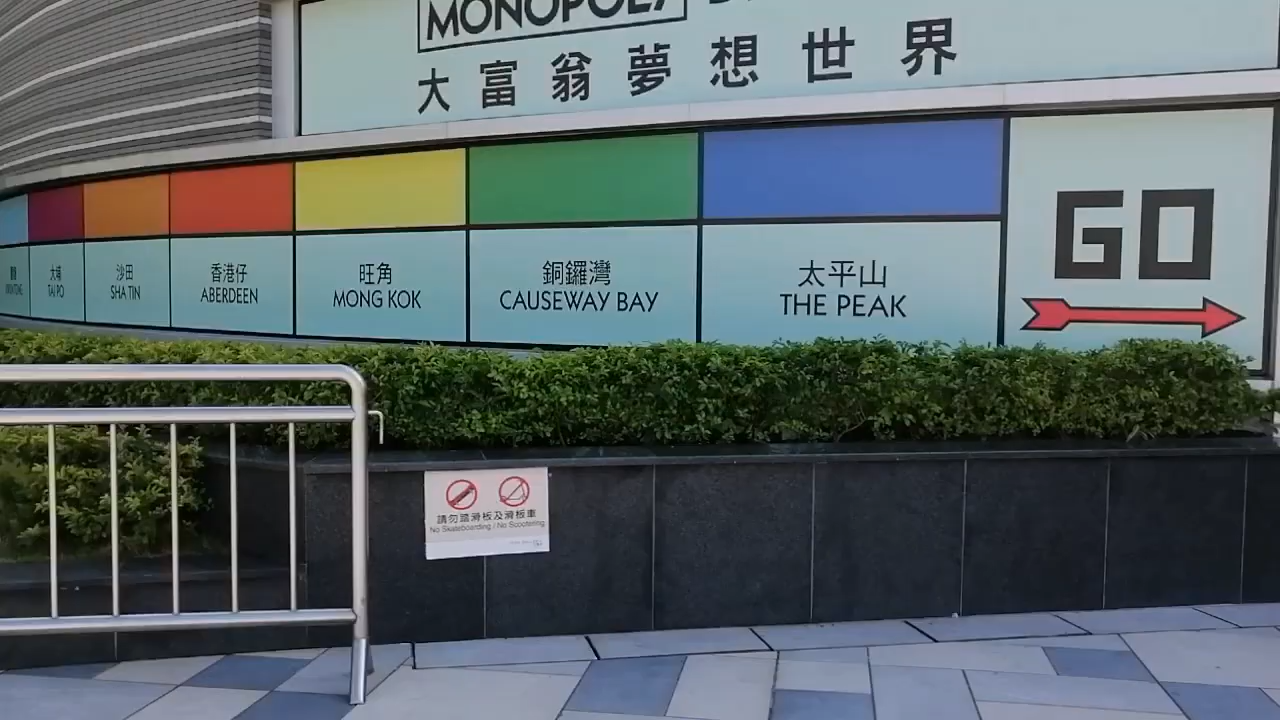 MONOPOLY
大富翁夢想世界
大埔
TAI PO
沙田
SHA TIN
香港仔
ABERDEEN
旺角
MONG KOK
銅鑼灣
CAUSEWAY BAY
太平山
THE PEAK
GO
請勿踏滑板及滑板車
No Skateboarding / No Scootering